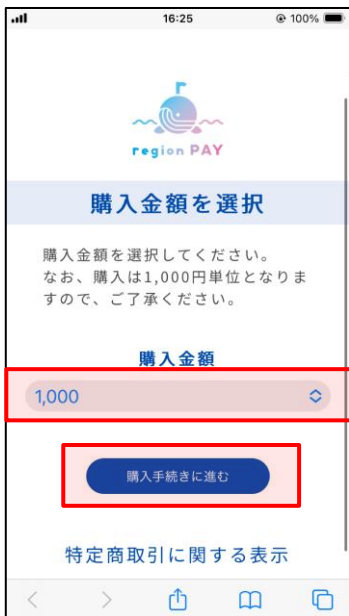 16:25
100%
region PAY
購入金額を選択
購入金額を選択してください。
なお、購入は1,000円単位となりま
すので、ご了承ください。
購入金額
1,000
購入手続きに進む
特定商取引に関する表示